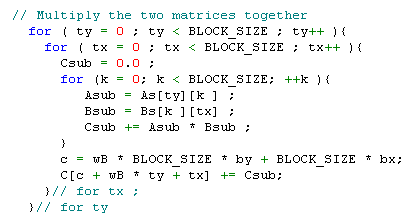 // Multiply the two matrices together
for ( ty = 0 ; ty < BLOCK_SIZE ; ty++ ){
for ( tx = 0 ; tx < BLOCK_SIZE ; tx++ ){
Csub = 0.0 ;
for (k = 0; k < BLOCK_SIZE; ++k ){
Asub = As[ty][k ] ;
Bsub = Bs[k ][tx] ;
Csub += Asub * Bsub ;
}
c = wB * BLOCK_SIZE * by + BLOCK_SIZE * bx;
C[c + wB * ty + tx] += Csub;
}// for tx ;
}// for ty